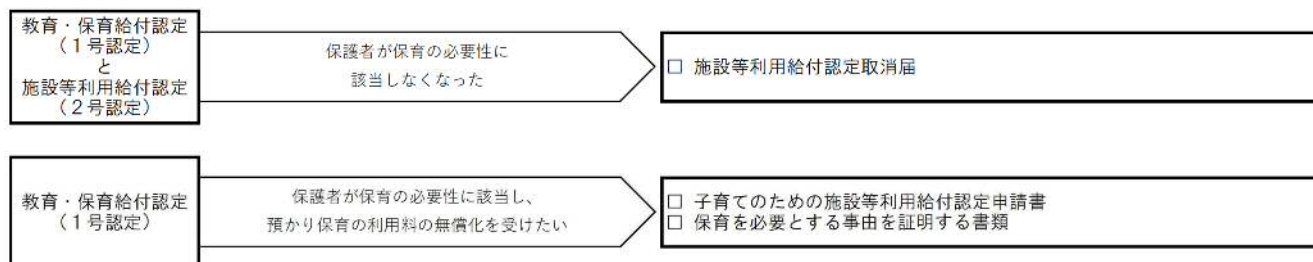 教育・保育給付認定
（１号認定）
と
施設等利用給付認定
（２号認定）
保護者が保育の必要性に
該当しなくなった
□ 施設等利用給付認定取消届
教育・保育給付認定
（１号認定）
保護者が保育の必要性に該当し、
預かり保育の利用料の無償化を受けたい
□ 子育てのための施設等利用給付認定申請書
□ 保育を必要とする事由を証明する書類